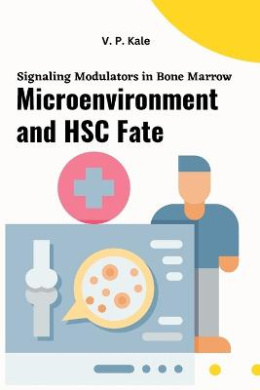 V. P. Kale
Signaling Modulators in Bone Marrow
Microenvironment
and HSC Fate